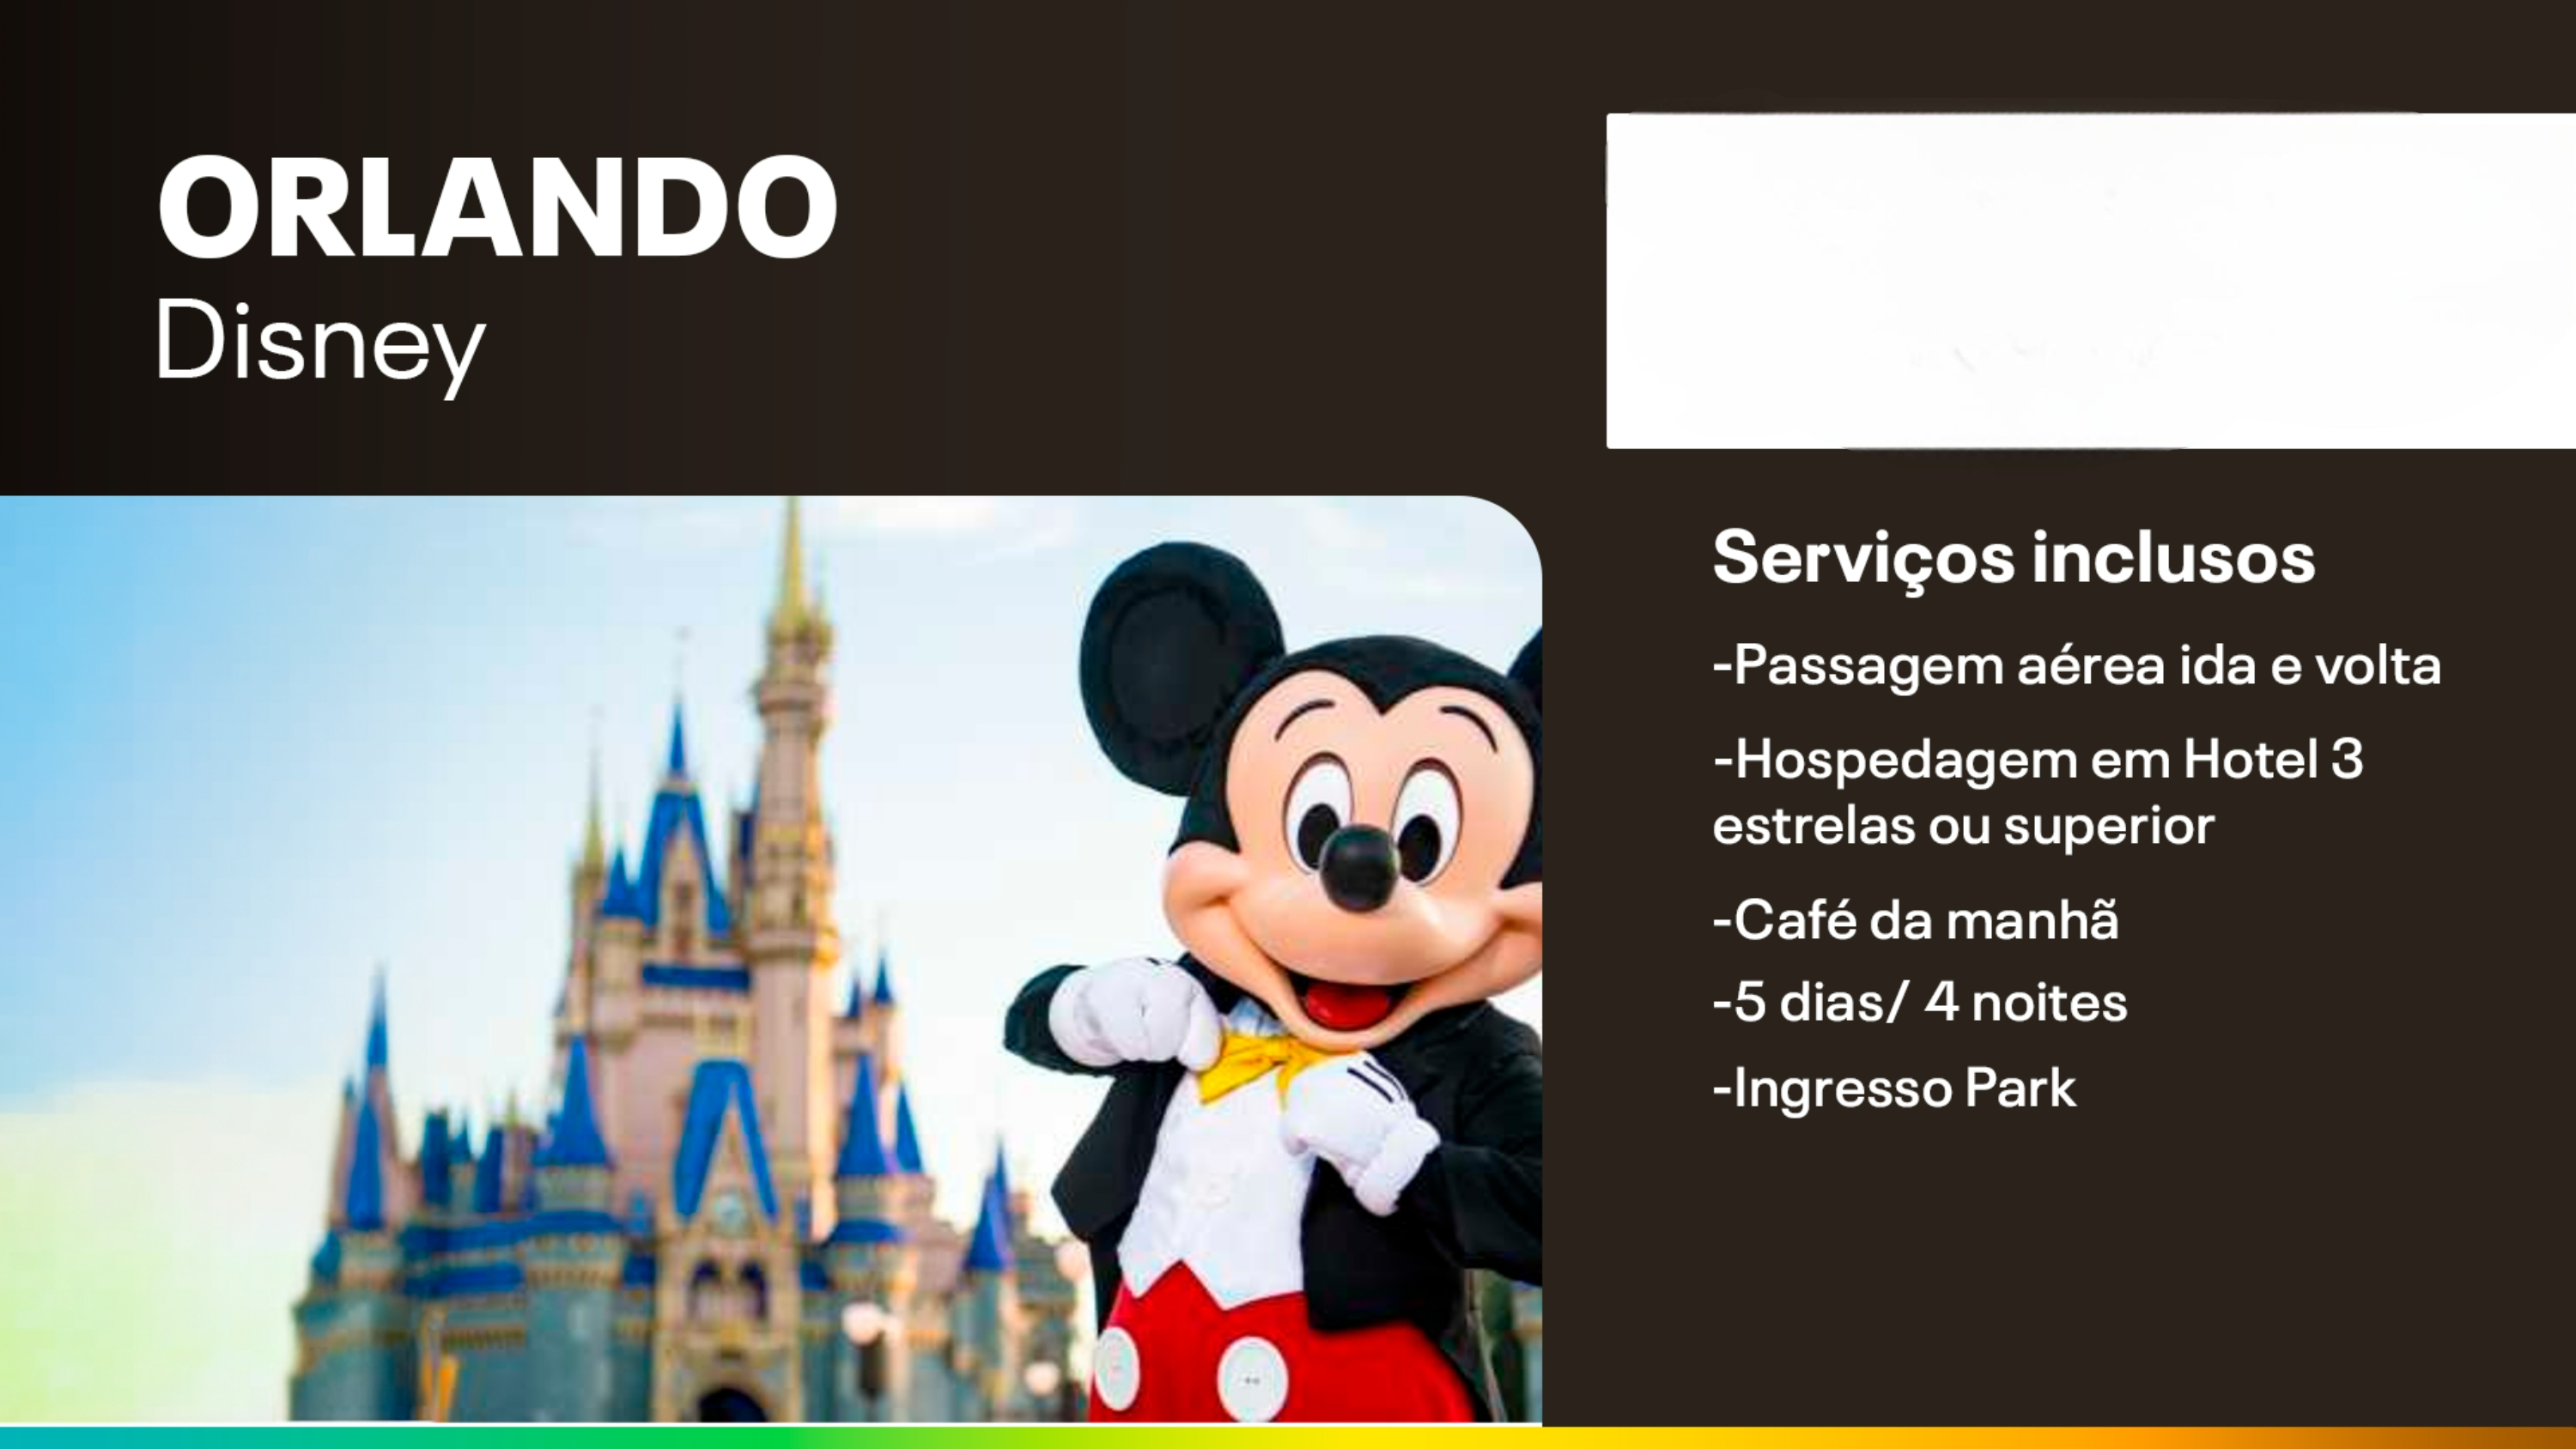 ORLANDO
Disney
Serviços inclusos
-Passagem aérea ida e volta
-Hospedagem em Hotel 3
estrelas ou superior
-Café da manhã
-5 dias/ 4 noites
-Ingresso Park